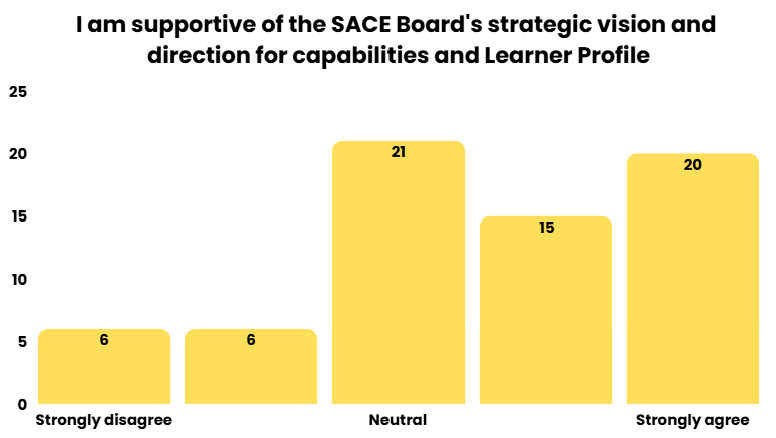 I am supportive of the SACE Board's strategic vision and
direction for capabilities and Learner Profile
25
20
15
10
5
0
6
6
21
15
20
Strongly disagree
Neutral
Strongly agree